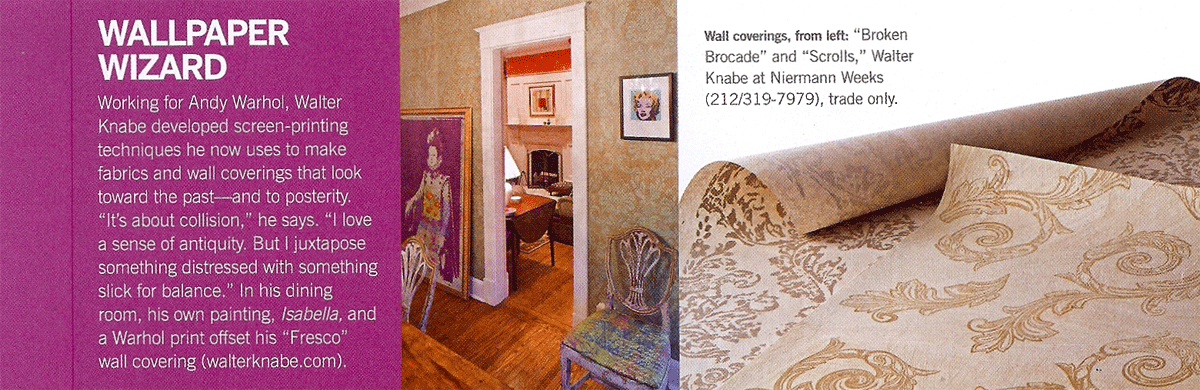 WALLPAPER
WIZARD
Working for Andy Warhol, Walter
Knabe developed screen-printing
techniques he now uses to make
fabrics and wall coverings that look
toward the past—and to posterity.
“It’s about collision,” he says. “I love
a sense of antiquity. But I juxtapose
something distressed with something
slick for balance.” In his dining
room, his own painting, Isabella, and
a Warhol print offset his “Fresco”
wall covering (walterknabe.com).
Wall coverings, from left: “Broken
Brocade” and “Scrolls,” Walter
Knabe at Niermann Weeks
(212/319-7979), trade only.